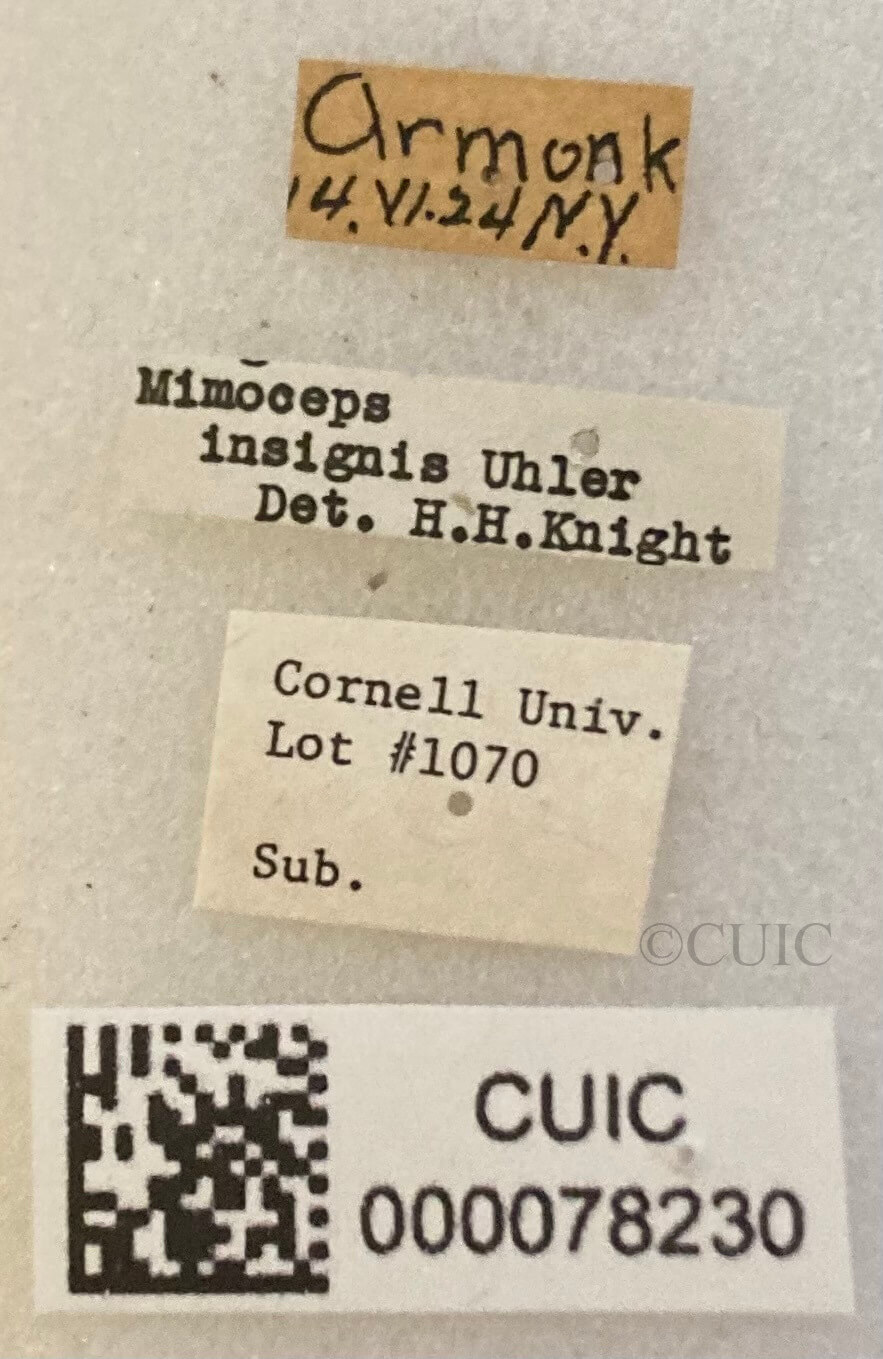 Armonk
14.VI.24 N.Y.
Mimoceps
insignis Uhler
Det. H.H.Knight
Cornell Univ.
Lot #1070
Sub.
©CUIC
CUIC
000078230